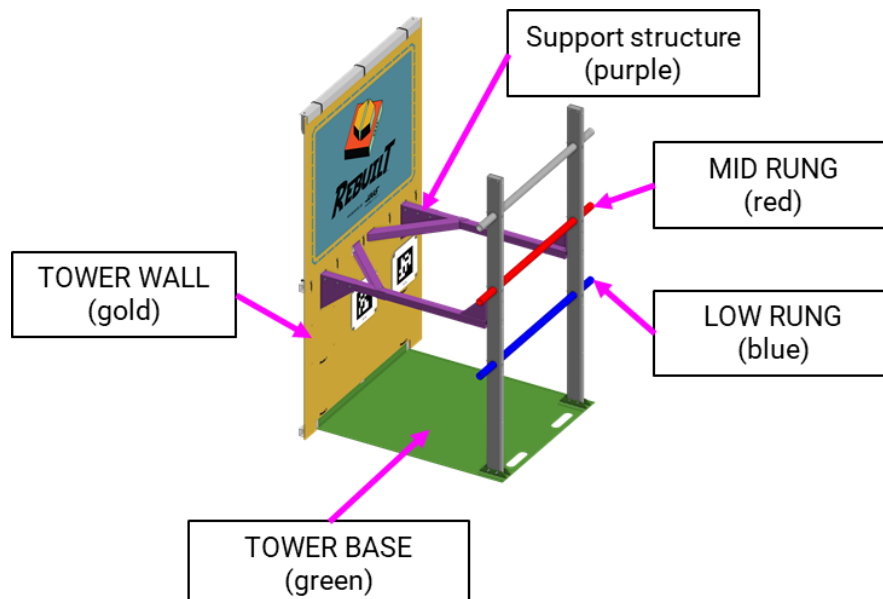 Support structure
(purple)
MID RUNG
(red)
TOWER WALL
(gold)
LOW RUNG
(blue)
TOWER BASE
(green)
REBUILT